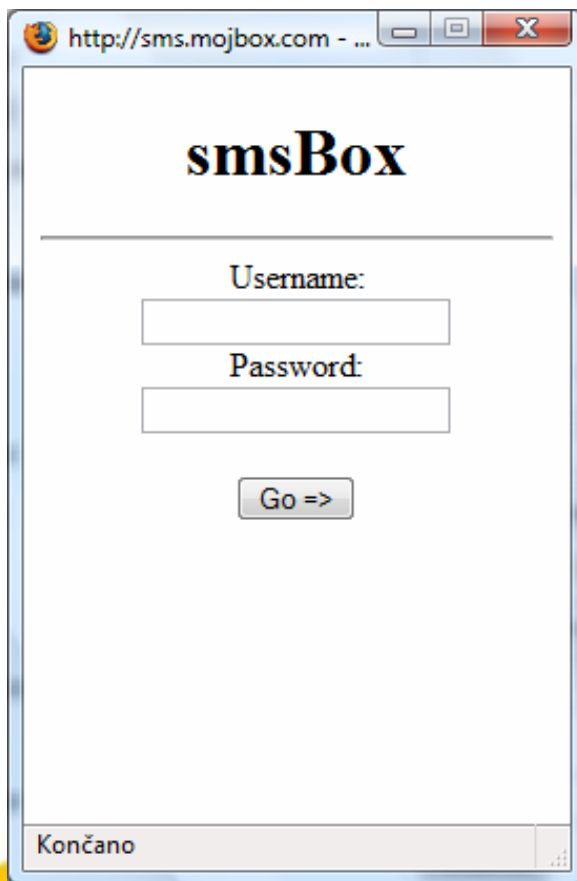 http://sms.mojbox.com - ...
smsBox
Username:
Password:
Go =>
Končano